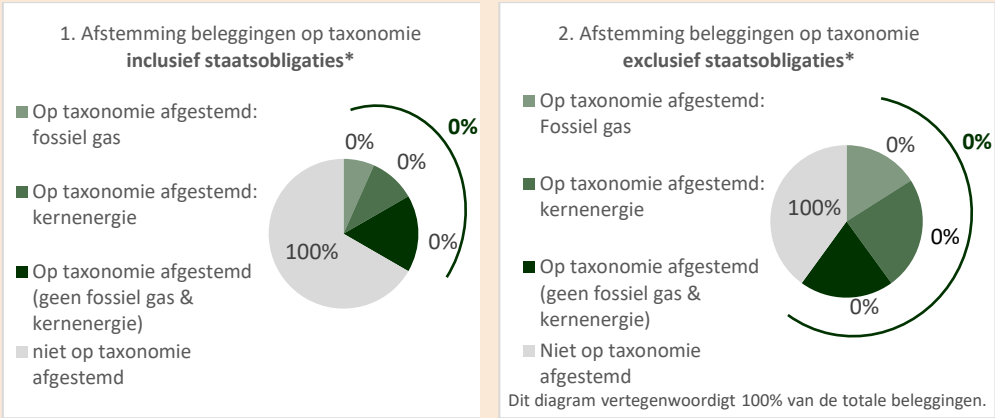 1. Afstemming beleggingen op taxonomie
inclusief staatsobligaties*
Op taxonomie afgestemd:
fossiel gas
Op taxonomie afgestemd:
kernenergie
Op taxonomie afgestemd
(geen fossiel gas &
kernenergie)
niet op taxonomie
afgestemd
0%
0%
0%
0%
100%
2. Afstemming beleggingen op taxonomie
exclusief staatsobligaties*
Op taxonomie afgestemd:
Fossiel gas
Op taxonomie afgestemd:
kernenergie
Op taxonomie afgestemd
(geen fossiel gas &
kernenergie)
Niet op taxonomie
afgestemd
0%
0%
100%
0%
0%
Dit diagram vertegenwoordigt 100% van de totale beleggingen.